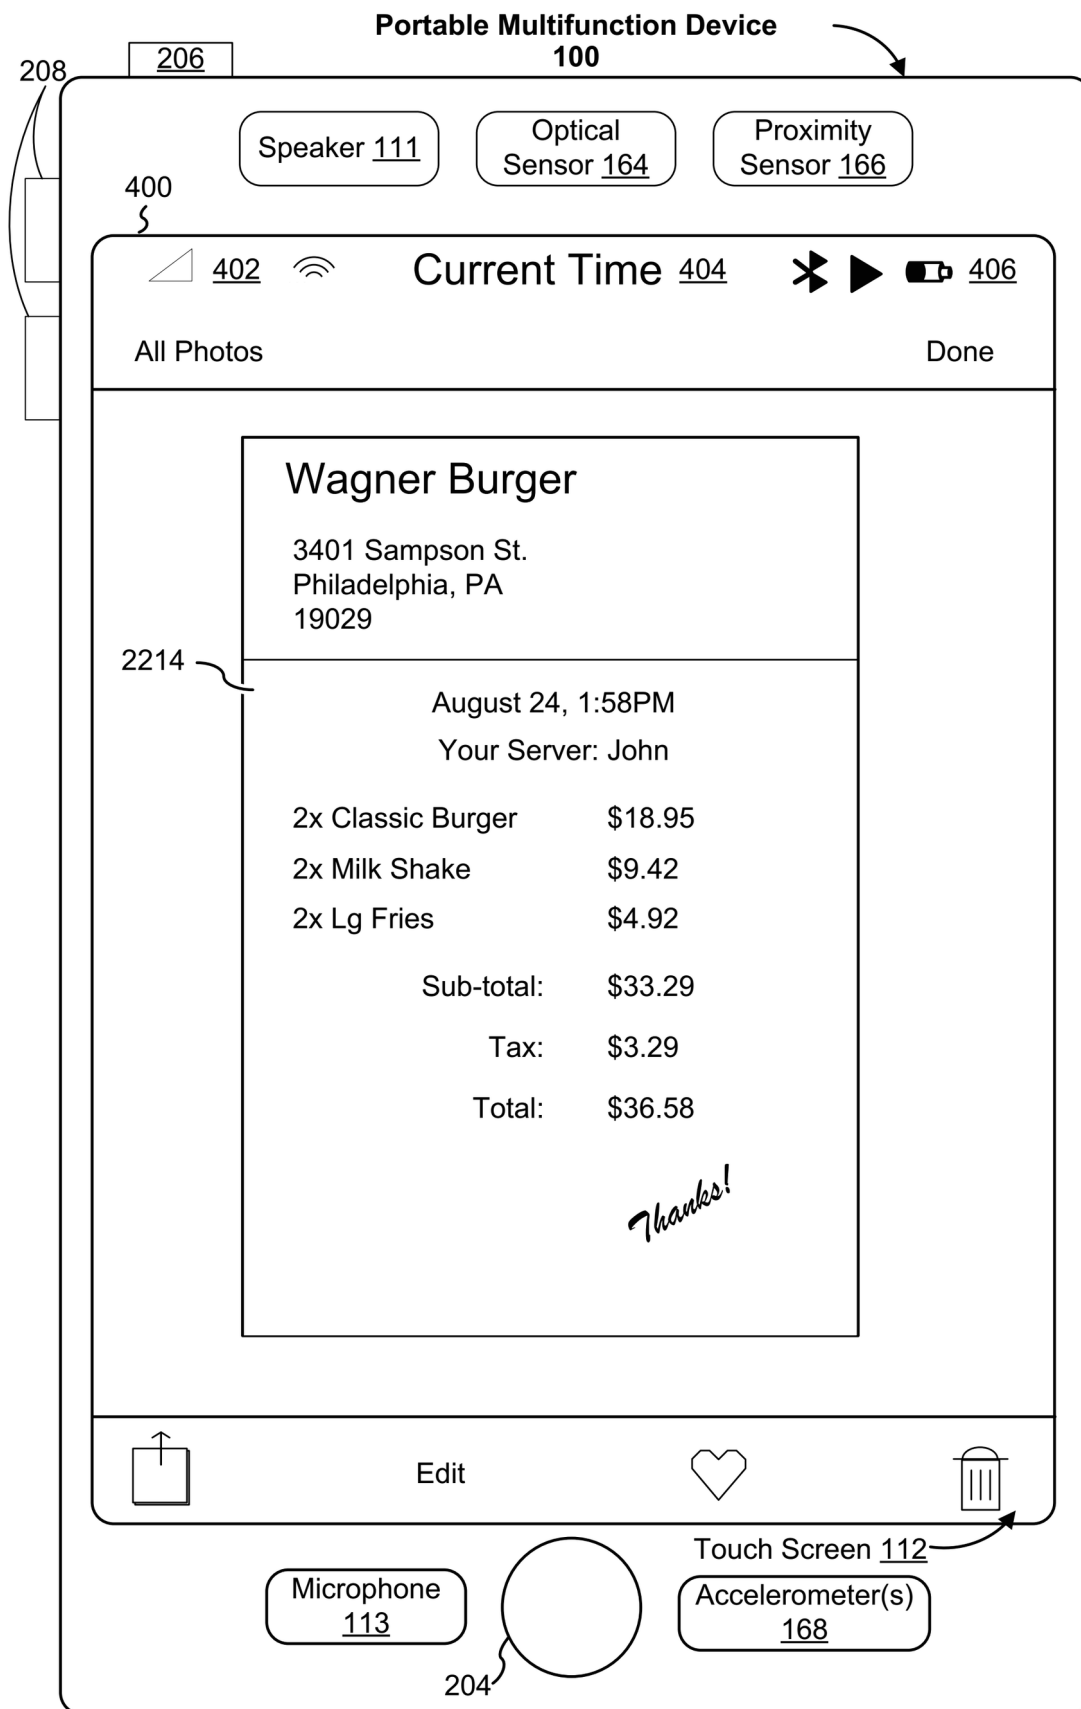 Portable Multifunction Device
100
206
208
Speaker 111
Optical
Sensor 164
Proximity
Sensor 166
400
402
Current Time 404
406
All Photos
Done
Wagner Burger
3401 Sampson St.
Philadelphia, PA
19029
2214
August 24, 1:58PM
Your Server: John
2x Classic Burger $18.95
2x Milk Shake $9.42
2x Lg Fries $4.92
Sub-total: $33.29
Tax: $3.29
Total: $36.58
Thanks!
Edit
Touch Screen 112
Microphone
113
Accelerometer(s)
168
204